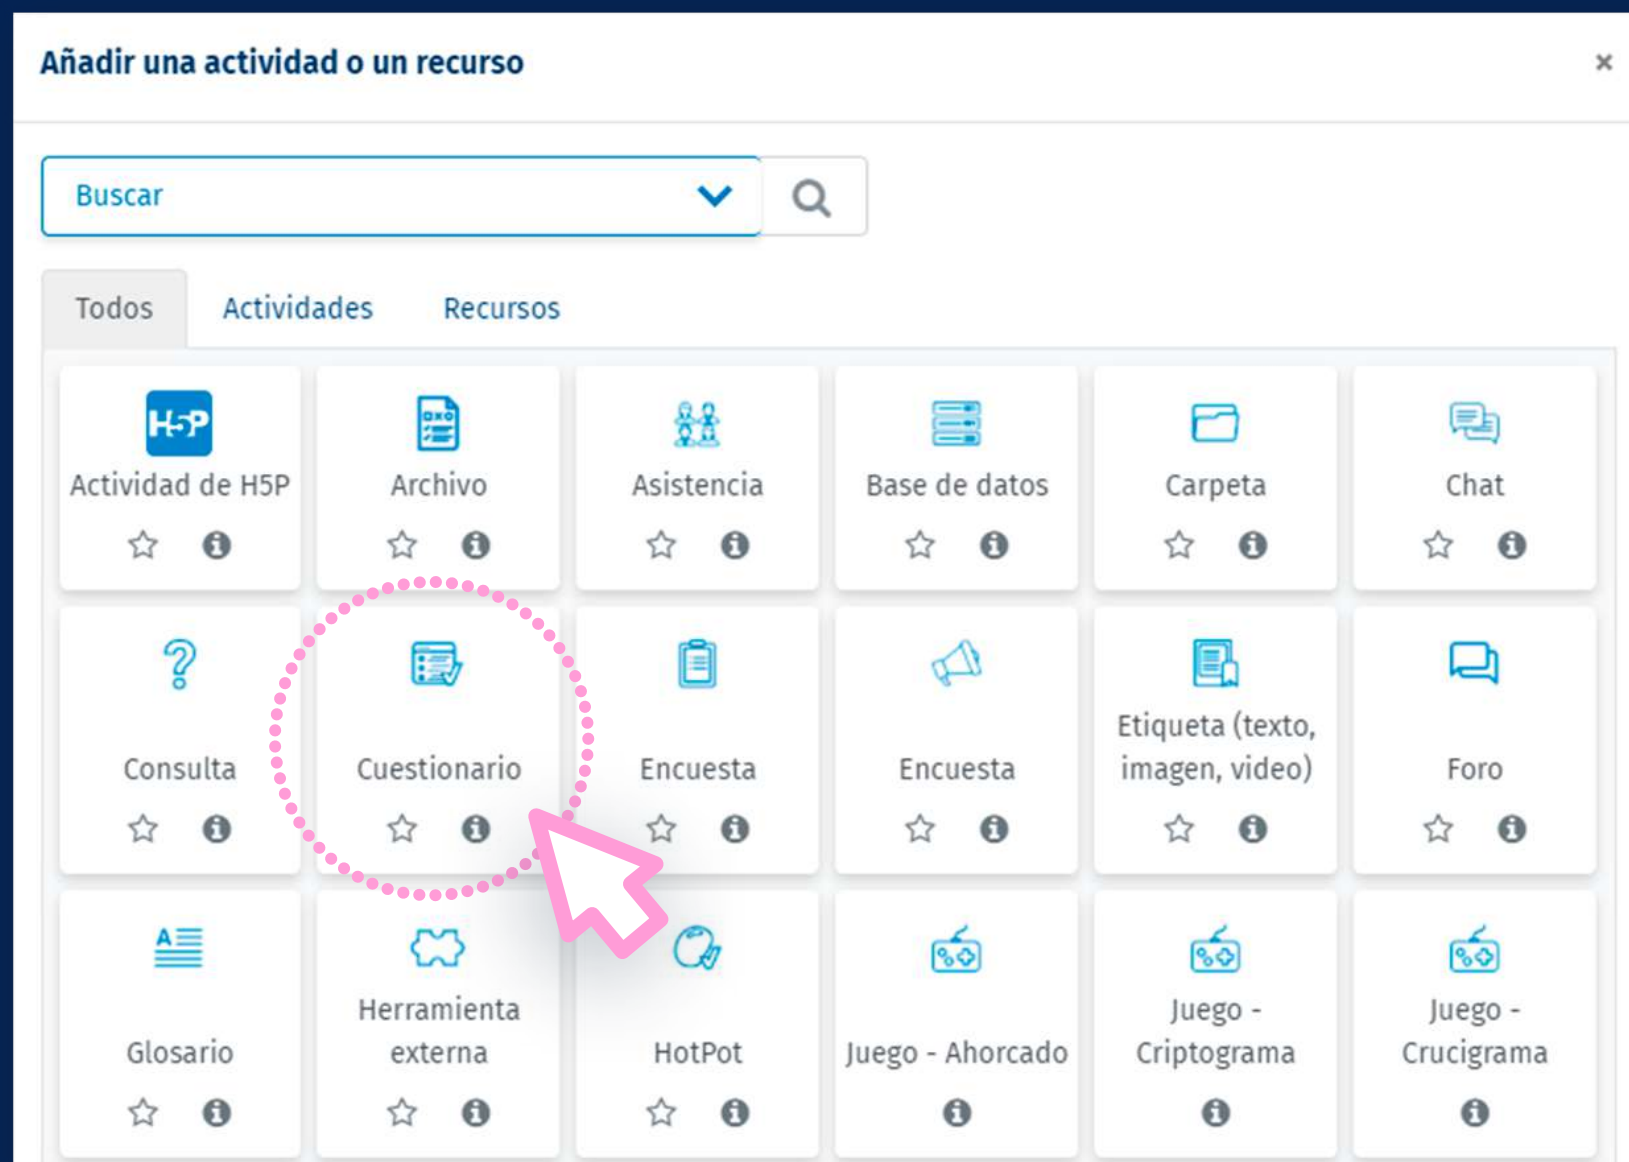 Añadir una actividad o un recurso
×
Buscar
Todos Actividades Recursos
H5P
Actividad de H5P
Archivo
Asistencia
Base de datos
Carpeta
Chat
Consulta
Cuestionario
Encuesta
Encuesta
Etiqueta (texto,
imagen, video)
Foro
Glosario
Herramienta
externa
HotPot
Juego - Ahorcado
Juego -
Criptograma
Juego -
Crucigrama